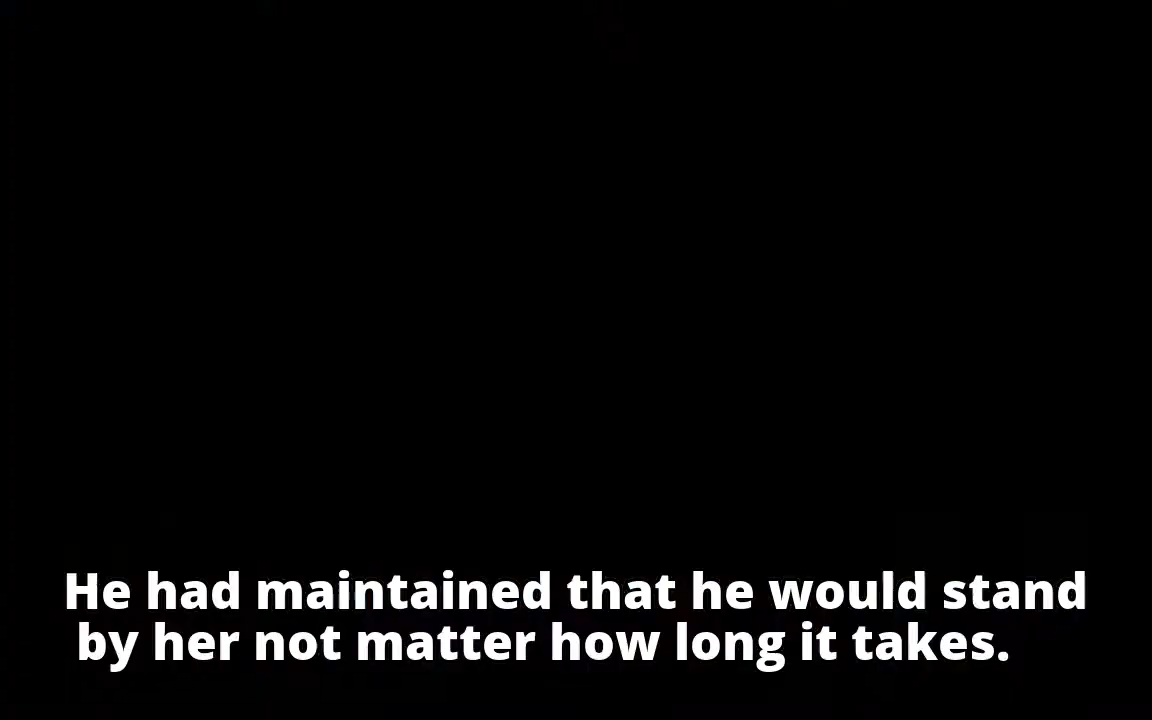 He had maintained that he would stand
by her not matter how long it takes.